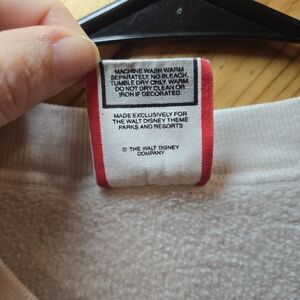 MACHINE WASH WARM
SEPARATELY. NO BLEACH.
TUMBLE DRY ONLY WARM.
DO NOT DRY CLEAN OR
IRON IF DECORATED
MADE EXCLUSIVELY FOR
THE WALT DISNEY THEME
PARKS AND RESORTS
© THE WALT DISNEY
COMPANY